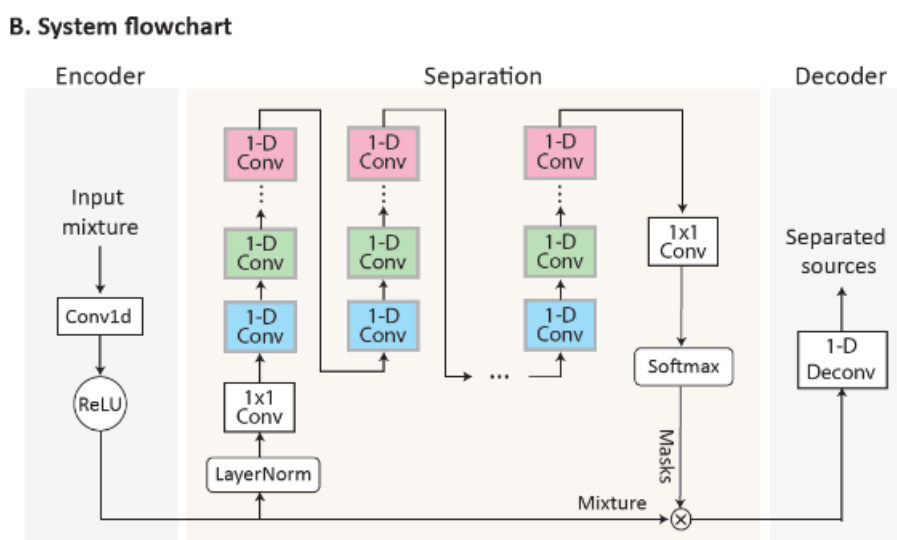 B. System flowchart
Encoder
Separation
Decoder
Input
mixture
Conv1d
ReLU
1-D
Conv
1-D
Conv
1-D
Conv
1x1
Conv
LayerNorm
1-D
Conv
1-D
Conv
1-D
Conv
...
1-D
Conv
1-D
Conv
1-D
Conv
1x1
Conv
Softmax
Masks
Mixture
Separated
sources
1-D
Deconv